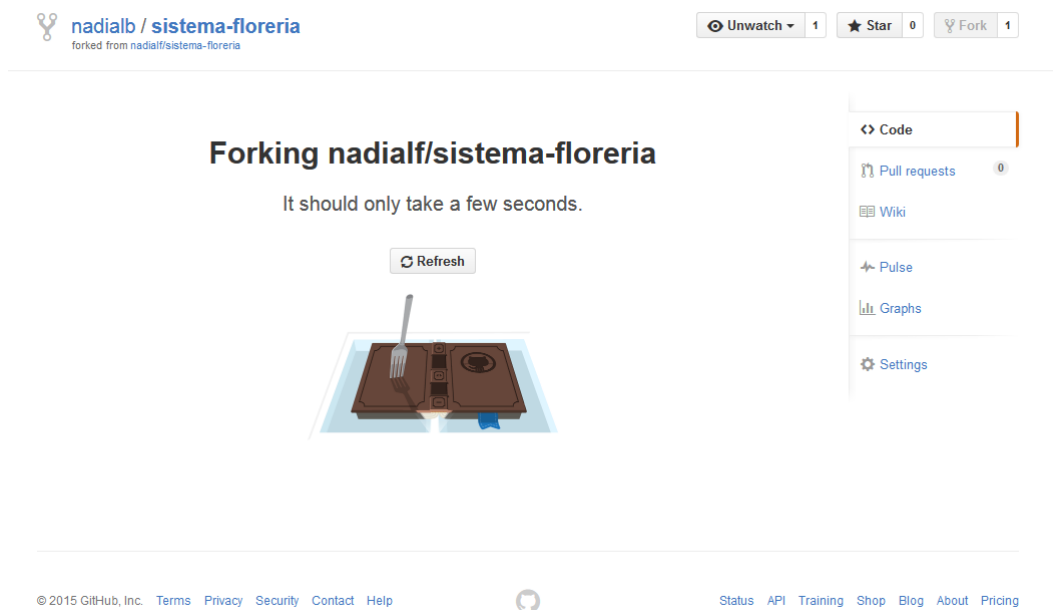 nadialb / sistema-floreria
forked from nadialf/sistema-floreria
Unwatch 1 Star 0 Fork 1
Forking nadialf/sistema-floreria
It should only take a few seconds.
Refresh
Code
Pull requests 0
Wiki
Pulse
Graphs
Settings
© 2015 GitHub, Inc. Terms Privacy Security Contact Help Status API Training Shop Blog About Pricing